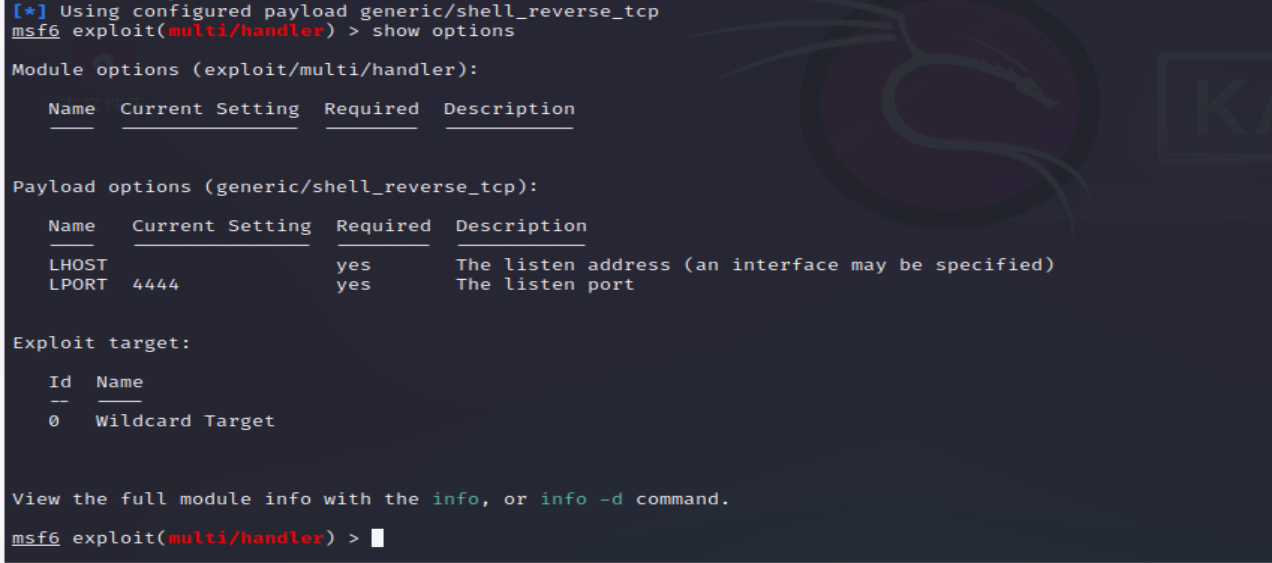 [*] Using configured payload generic/shell_reverse_tcp
msf6 exploit(multi/handler) > show options
Module options (exploit/multi/handler):
Name  Current Setting  Required  Description
----  ---------------  --------  -----------
Payload options (generic/shell_reverse_tcp):
Name   Current Setting  Required  Description
----   ---------------  --------  -----------
LHOST                   yes       The listen address (an interface may be specified)
LPORT  4444             yes       The listen port
Exploit target:
Id  Name
--  ----
0   Wildcard Target
View the full module info with the info, or info -d command.
msf6 exploit(multi/handler) >
KA